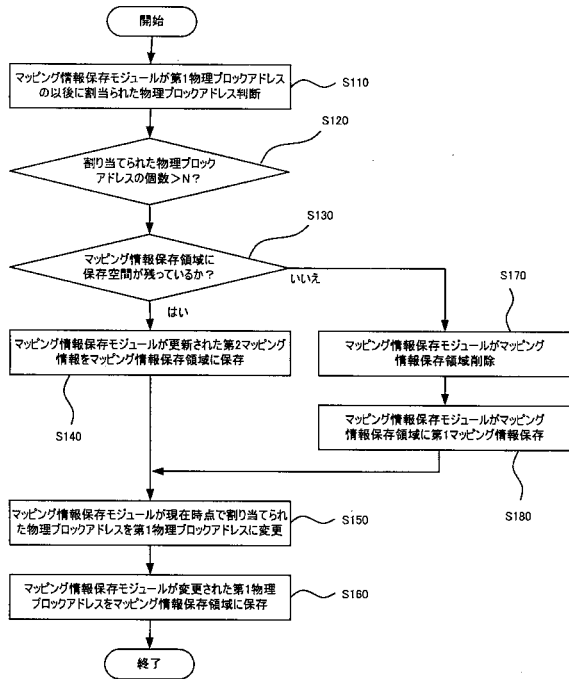 開始
マッピング情報保存モジュールが第1物理ブロックアドレス
の以後に割当られた物理ブロックアドレス判断
S110
S120
割り当てられた物理ブロック
アドレスの個数>N?
S130
マッピング情報保存領域に
保存空間が残っているか?
いいえ
はい
S170
マッピング情報保存モジュールが更新された第2マッピング
情報をマッピング情報保存領域に保存
S140
マッピング情報保存モジュールがマッピング
情報保存領域削除
マッピング情報保存モジュールがマッピング
情報保存領域に第1マッピング情報保存
S180
マッピング情報保存モジュールが現在時点で割り当てられ
た物理ブロックアドレスを第1物理ブロックアドレスに変更
S150
マッピング情報保存モジュールが変更された第1物理
ブロックアドレスをマッピング情報保存領域に保存
S160
終了